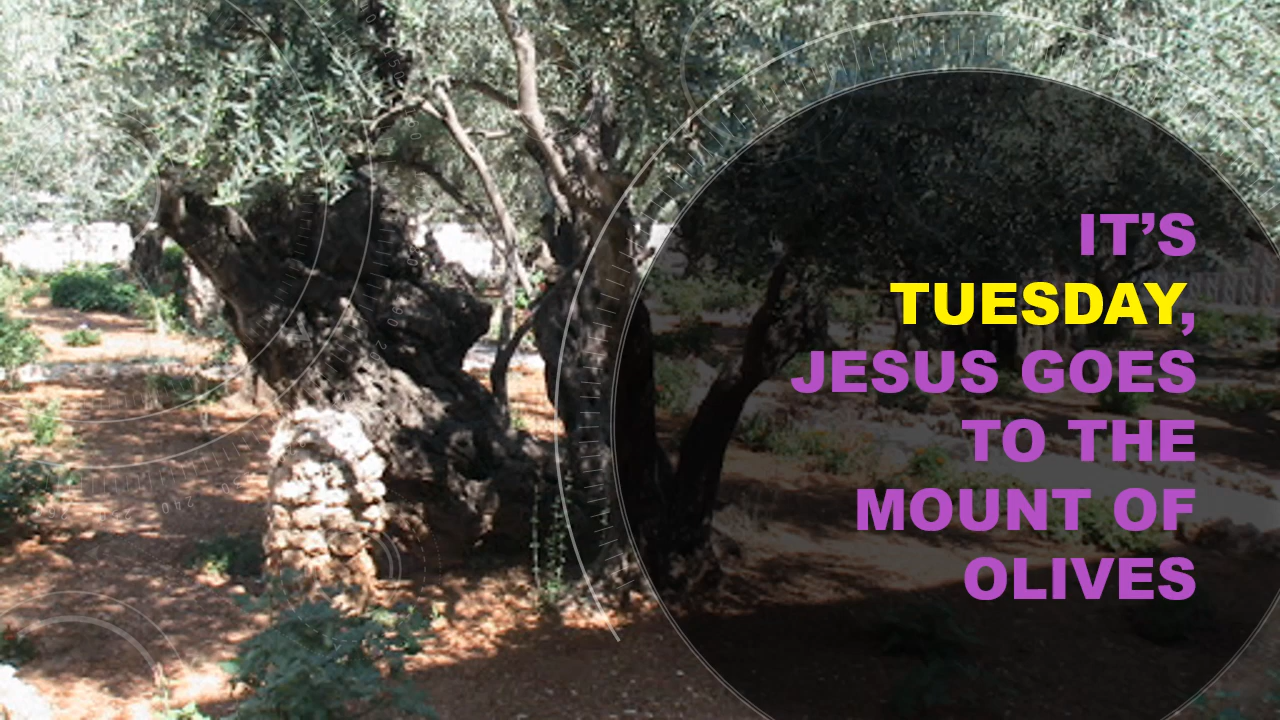 IT’S
TUESDAY,
JESUS GOES
TO THE
MOUNT OF
OLIVES